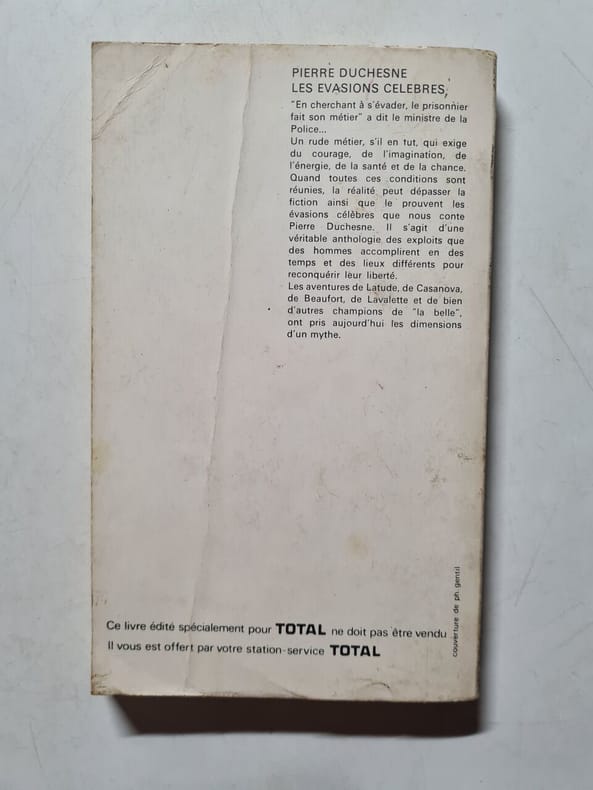 PIERRE DUCHESNE
LES EVASIONS CELEBRES,
"En cherchant à s'évader, le prisonnier
fait son métier" a dit le ministre de la
Police...
Un rude métier, s'il en tut, qui exige
du courage, de l'imagination, de
l'énergie, de la santé et de la chance.
Quand toutes ces conditions sont
réunies, la réalité peut dépasser la
fiction ainsi que le prouvent les
évasions célèbres que nous conte
Pierre Duchesne. Il s'agit d'une
véritable anthologie des exploits que
des hommes accomplirent en des
temps et des lieux différents pour
reconquérir leur liberté.
Les aventures de Latude, de Casanova,
de Beaufort, de Lavalette et de bien
d'autres champions de "la belle",
ont pris aujourd'hui les dimensions
d'un mythe.
couverture de ph. gentil
Ce livre édité spécialement pour TOTAL ne doit pas être vendu
Il vous est offert par votre station-service TOTAL